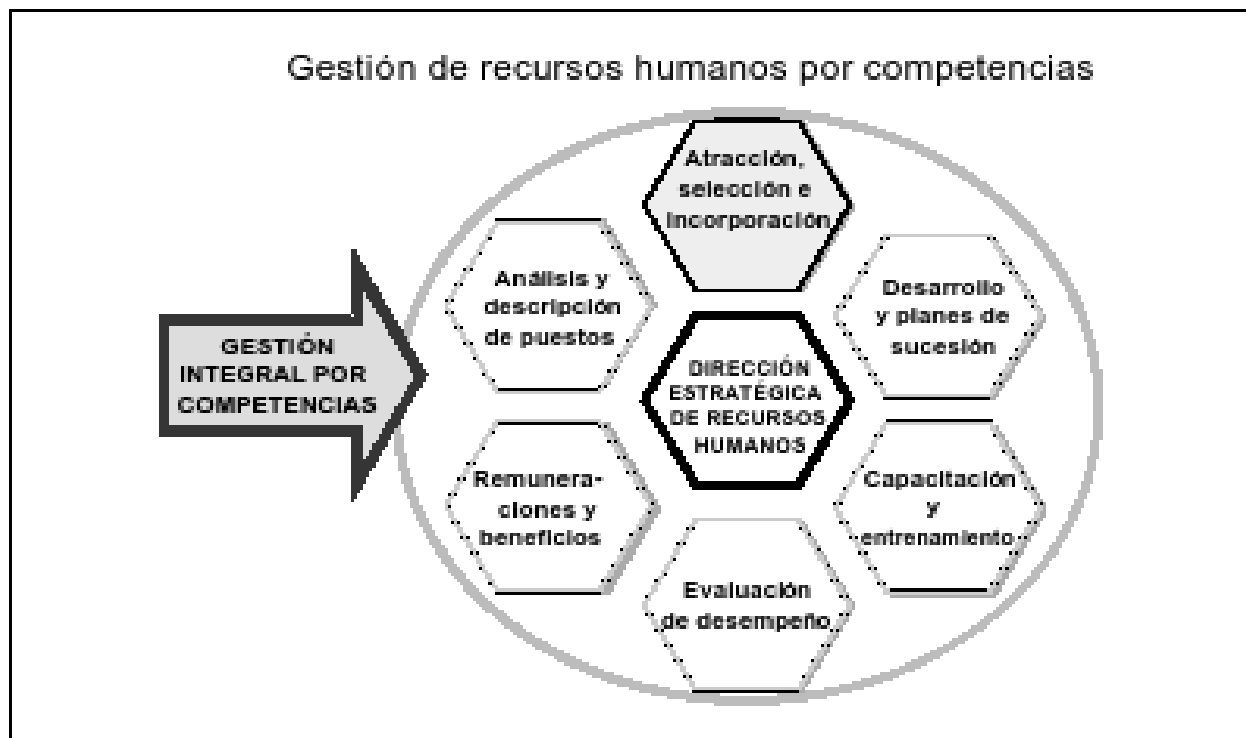 Gestión de recursos humanos por competencias
Atracción,
selección e
incorporación
Análisis y
descripción
de puestos
Desarrollo
y planes de
sucesión
GESTIÓN
INTEGRAL POR
COMPETENCIAS
DIRECCIÓN
ESTRATÉGICA
DE RECURSOS
HUMANOS
Remunera-
ciones y
beneficios
Capacitación
y
entrenamiento
Evaluación
de desempeño